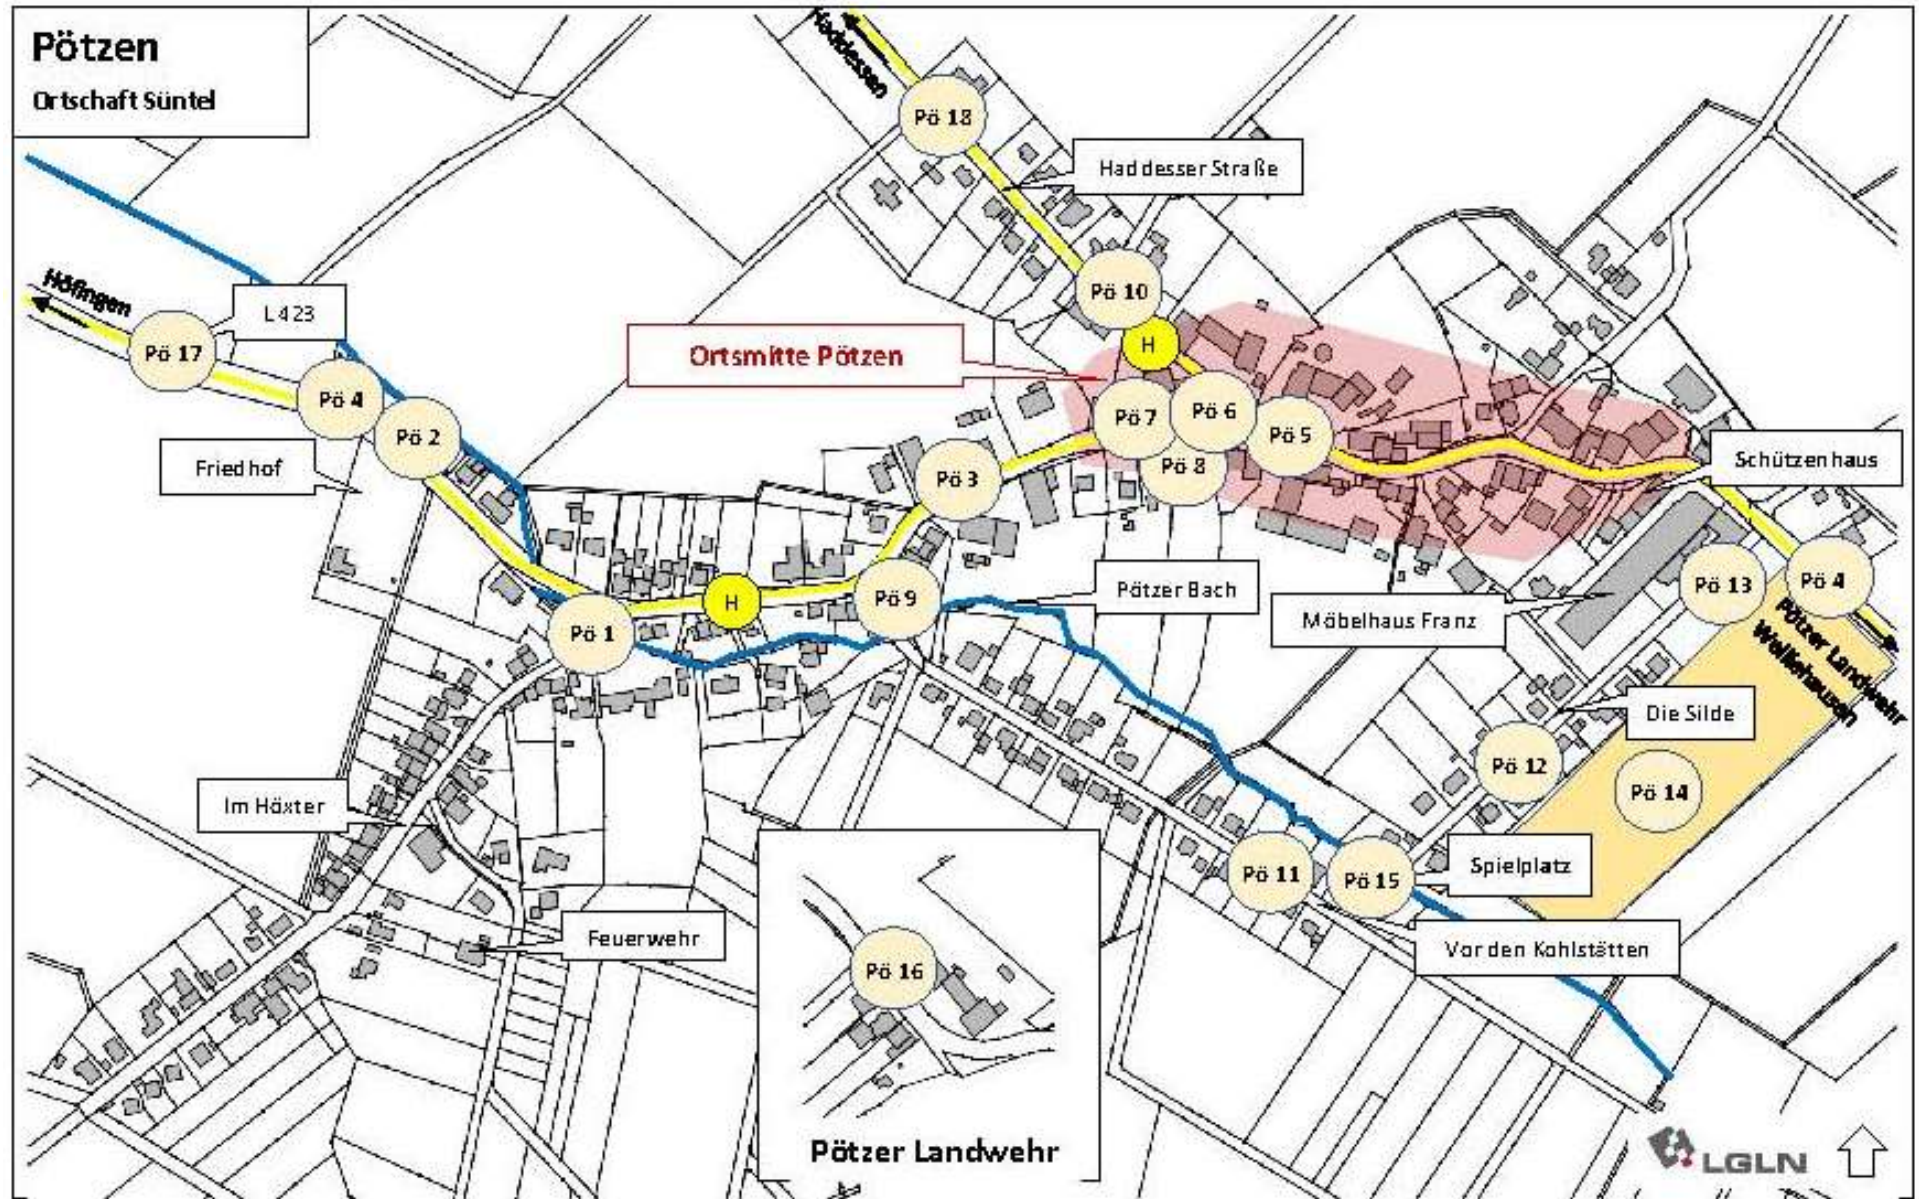 Pötzen
Ortschaft Süntel
Haddessen
Pö 18
Haddesser Straße
Höfingen
L 423
Pö 10
Pö 17
H
Ortsmitte Pötzen
Pö 4
Pö 2
Pö 7
Pö 6
Pö 5
Friedhof
Pö 3
Pö 8
Schützenhaus
H
Pö 9
Pötzer Bach
Pö 13
Pö 4
Pö 1
Möbelhaus Franz
Pötzer Landwehr
Welliehausen
Die Silde
Pö 12
Pö 14
Im Höxter
Pö 11
Pö 15
Spielplatz
Feuerwehr
Vor den Kohlstätten
Pö 16
Pötzer Landwehr
LGLN